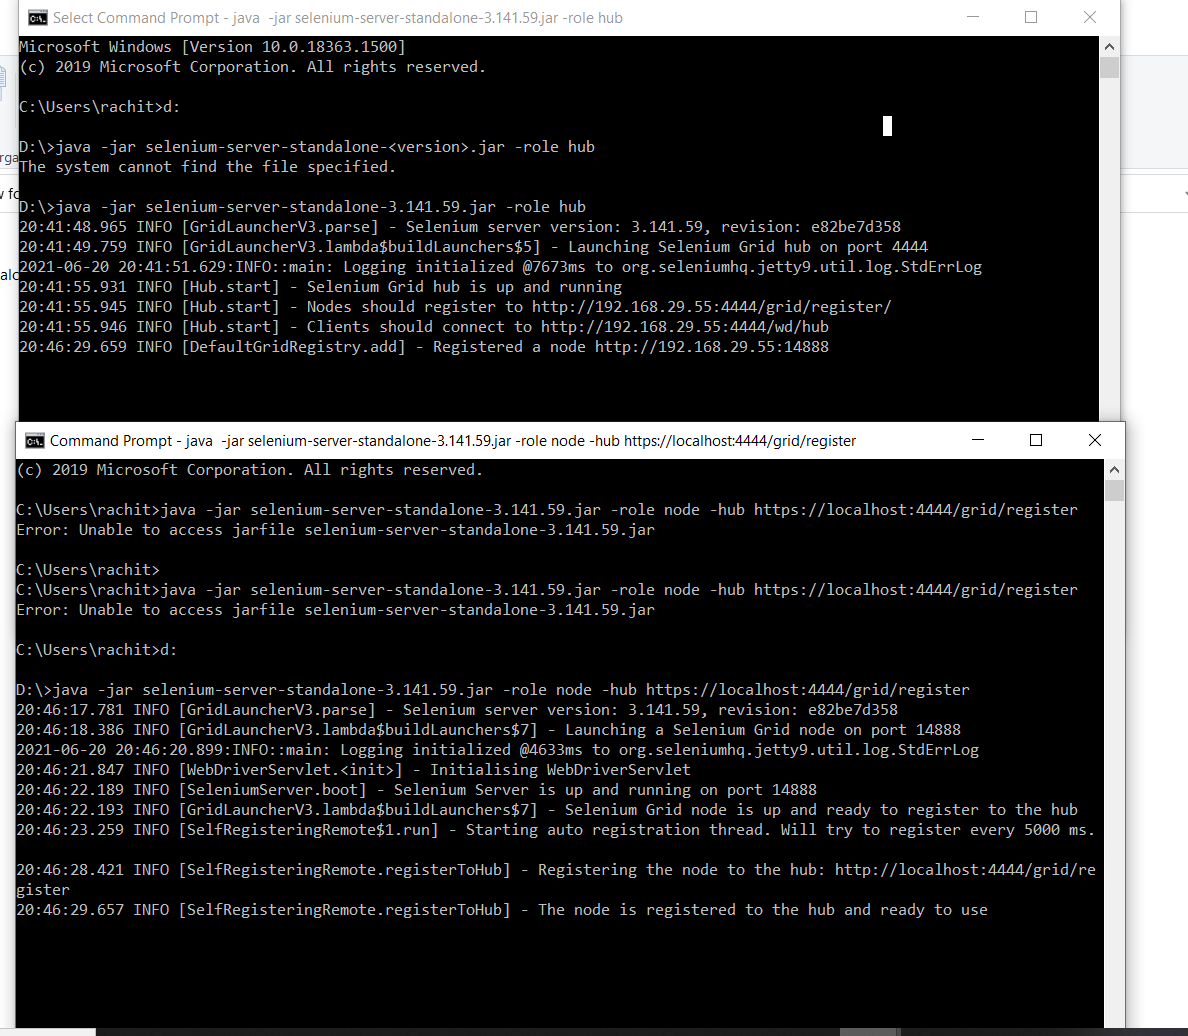 Select Command Prompt - java  -jar selenium-server-standalone-3.141.59.jar -role hub
Microsoft Windows [Version 10.0.18363.1500]
(c) 2019 Microsoft Corporation. All rights reserved.
C:\Users\rachit>d:
D:\>java -jar selenium-server-standalone-<version>.jar -role hub
The system cannot find the file specified.
D:\>java -jar selenium-server-standalone-3.141.59.jar -role hub
20:41:48.965 INFO [GridLauncherV3.parse] - Selenium server version: 3.141.59, revision: e82be7d358
20:41:49.759 INFO [GridLauncherV3.lambda$buildLaunchers$5] - Launching Selenium Grid hub on port 4444
2021-06-20 20:41:51.629:INFO::main: Logging initialized @7673ms to org.seleniumhq.jetty9.util.log.StdErrLog
20:41:55.931 INFO [Hub.start] - Selenium Grid hub is up and running
20:41:55.945 INFO [Hub.start] - Nodes should register to http://192.168.29.55:4444/grid/register/
20:41:55.946 INFO [Hub.start] - Clients should connect to http://192.168.29.55:4444/wd/hub
20:46:29.659 INFO [DefaultGridRegistry.add] - Registered a node http://192.168.29.55:14888
Command Prompt - java  -jar selenium-server-standalone-3.141.59.jar -role node -hub https://localhost:4444/grid/register
(c) 2019 Microsoft Corporation. All rights reserved.
C:\Users\rachit>java -jar selenium-server-standalone-3.141.59.jar -role node -hub https://localhost:4444/grid/register
Error: Unable to access jarfile selenium-server-standalone-3.141.59.jar
C:\Users\rachit>
C:\Users\rachit>java -jar selenium-server-standalone-3.141.59.jar -role node -hub https://localhost:4444/grid/register
Error: Unable to access jarfile selenium-server-standalone-3.141.59.jar
C:\Users\rachit>d:
D:\>java -jar selenium-server-standalone-3.141.59.jar -role node -hub https://localhost:4444/grid/register
20:46:17.781 INFO [GridLauncherV3.parse] - Selenium server version: 3.141.59, revision: e82be7d358
20:46:18.386 INFO [GridLauncherV3.lambda$buildLaunchers$7] - Launching a Selenium Grid node on port 14888
2021-06-20 20:46:20.899:INFO::main: Logging initialized @4633ms to org.seleniumhq.jetty9.util.log.StdErrLog
20:46:21.847 INFO [WebDriverServlet.<init>] - Initialising WebDriverServlet
20:46:22.189 INFO [SeleniumServer.boot] - Selenium Server is up and running on port 14888
20:46:22.193 INFO [GridLauncherV3.lambda$buildLaunchers$7] - Selenium Grid node is up and ready to register to the hub
20:46:23.259 INFO [SelfRegisteringRemote$1.run] - Starting auto registration thread. Will try to register every 5000 ms.
20:46:28.421 INFO [SelfRegisteringRemote.registerToHub] - Registering the node to the hub: http://localhost:4444/grid/re
gister
20:46:29.657 INFO [SelfRegisteringRemote.registerToHub] - The node is registered to the hub and ready to use